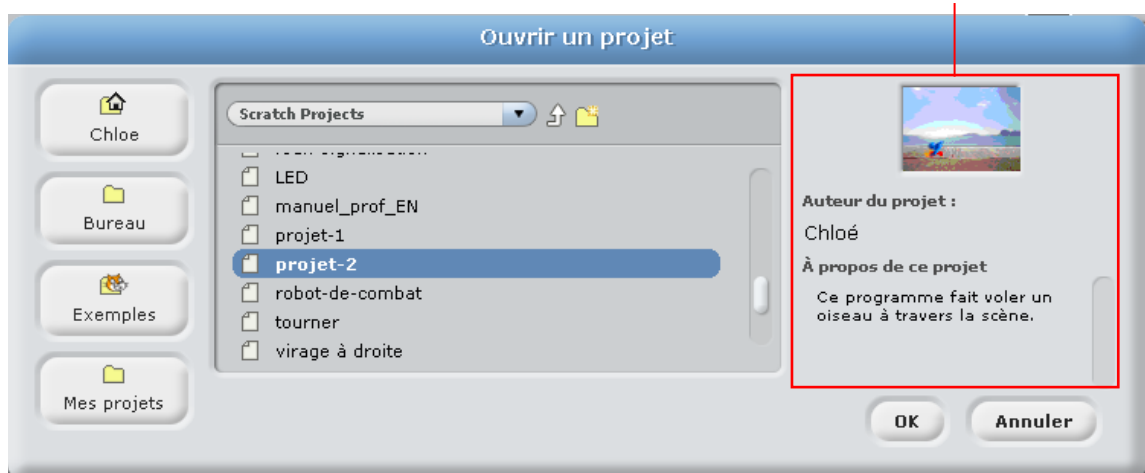 Ouvrir un projet
Chloe
Bureau
Exemples
Mes projets
Scratch Projects
LED
manuel_prof_EN
projet-1
projet-2
robot-de-combat
tourner
virage à droite
Auteur du projet :
Chloé
À propos de ce projet
Ce programme fait voler un
oiseau à travers la scène.
OK
Annuler